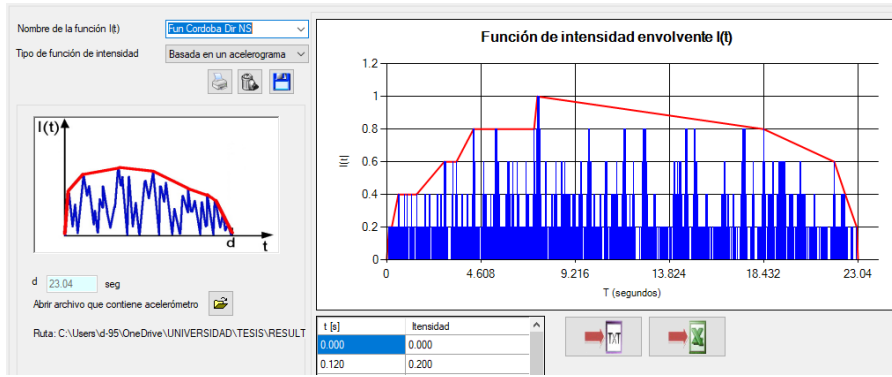 Nombre de la función I(t)
Fun Cordoba Dir NS
Tipo de función de intensidad
Basada en un acelerograma
I(t)
d
t
d
23.04
seg
Abrir archivo que contiene acelerómetro
Ruta: C:\Users\d-95\OneDrive\UNIVERSIDAD\TESIS\RESULT
Función de intensidad envolvente I(t)
1.2
1
0.8
0.6
0.4
0.2
0
I(t)
0
4.608
9.216
13.824
18.432
23.04
T (segundos)
t [s] Itensidad
0.000 0.000
0.120 0.200
TXT
X